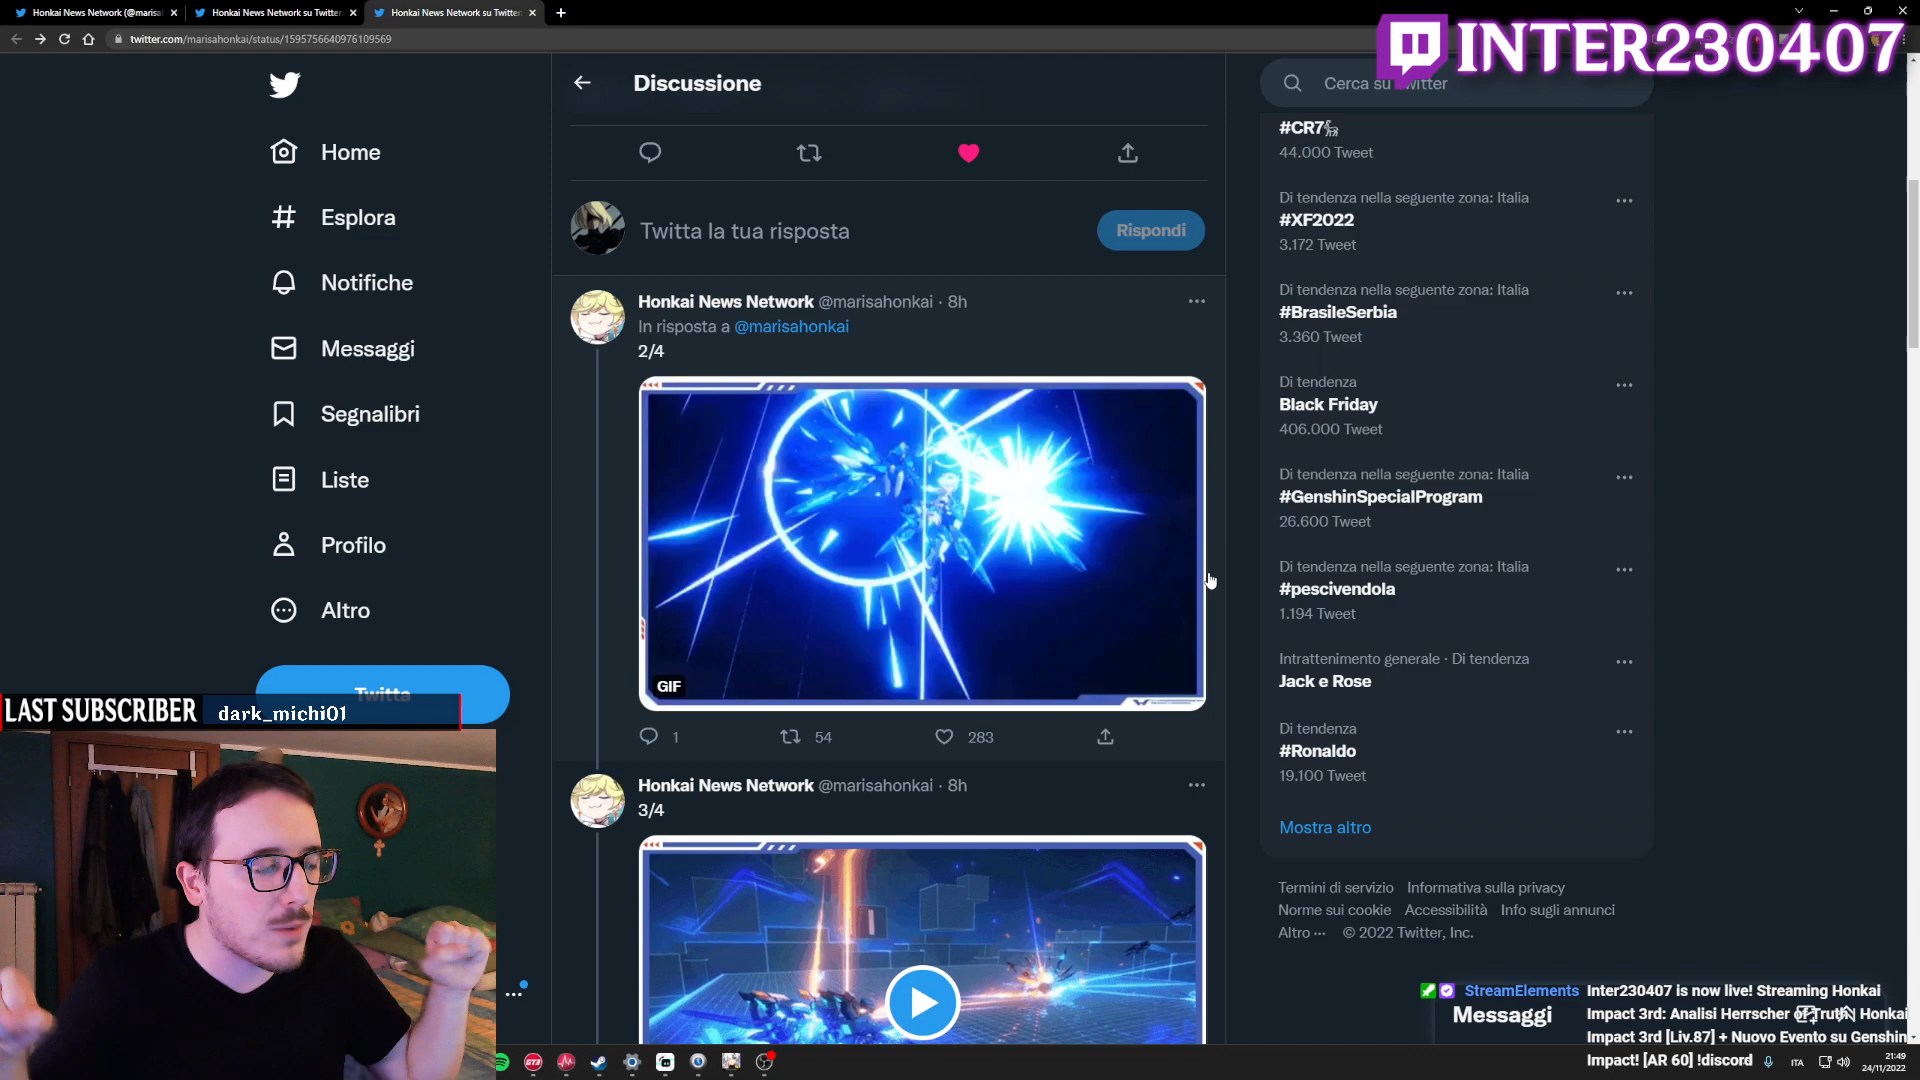 Honkai News Network (@marisa
Honkai News Network su Twitter
Honkai News Network su Twitter
twitter.com/marisahonkai/status/1595756640976109569
INTER230407
Home
Esplora
Notifiche
Messaggi
Segnalibri
Liste
Profilo
Altro
Twitta
LAST SUBSCRIBER dark_michi01
Discussione
Twitta la tua risposta
Rispondi
Honkai News Network @marisahonkai · 8h
In risposta a @marisahonkai
2/4
GIF
1 54 283
Honkai News Network @marisahonkai · 8h
3/4
Cerca su Twitter
#CR7🐐
44.000 Tweet
Di tendenza nella seguente zona: Italia
#XF2022
3.172 Tweet
Di tendenza nella seguente zona: Italia
#BrasileSerbia
3.360 Tweet
Di tendenza
Black Friday
406.000 Tweet
Di tendenza nella seguente zona: Italia
#GenshinSpecialProgram
26.600 Tweet
Di tendenza nella seguente zona: Italia
#pescivendola
1.194 Tweet
Intrattenimento generale · Di tendenza
Jack e Rose
Di tendenza
#Ronaldo
19.100 Tweet
Mostra altro
Termini di servizio Informativa sulla privacy
Norme sui cookie Accessibilità Info sugli annunci
Altro ··· © 2022 Twitter, Inc.
Messaggi
StreamElements Inter230407 is now live! Streaming Honkai
Impact 3rd: Analisi Herrscher of Truth! Honkai
Impact 3rd [Liv.87] + Nuovo Evento su Genshin
Impact! [AR 60] !discord
ITA
21:49
24/11/2022